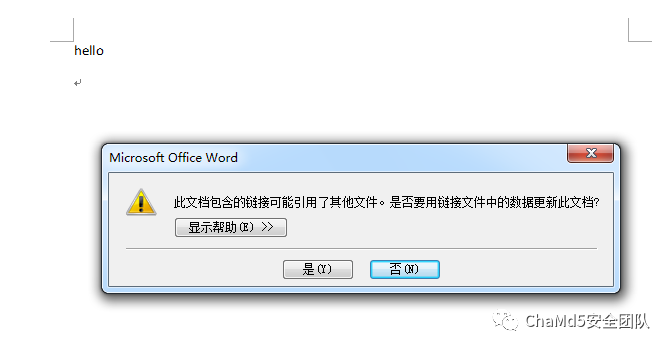 hello
Microsoft Office Word
此文档包含的链接可能引用了其他文件。是否要用链接文件中的数据更新此文档?
显示帮助(E) >>
是(Y)
否(N)
ChaMd5安全团队